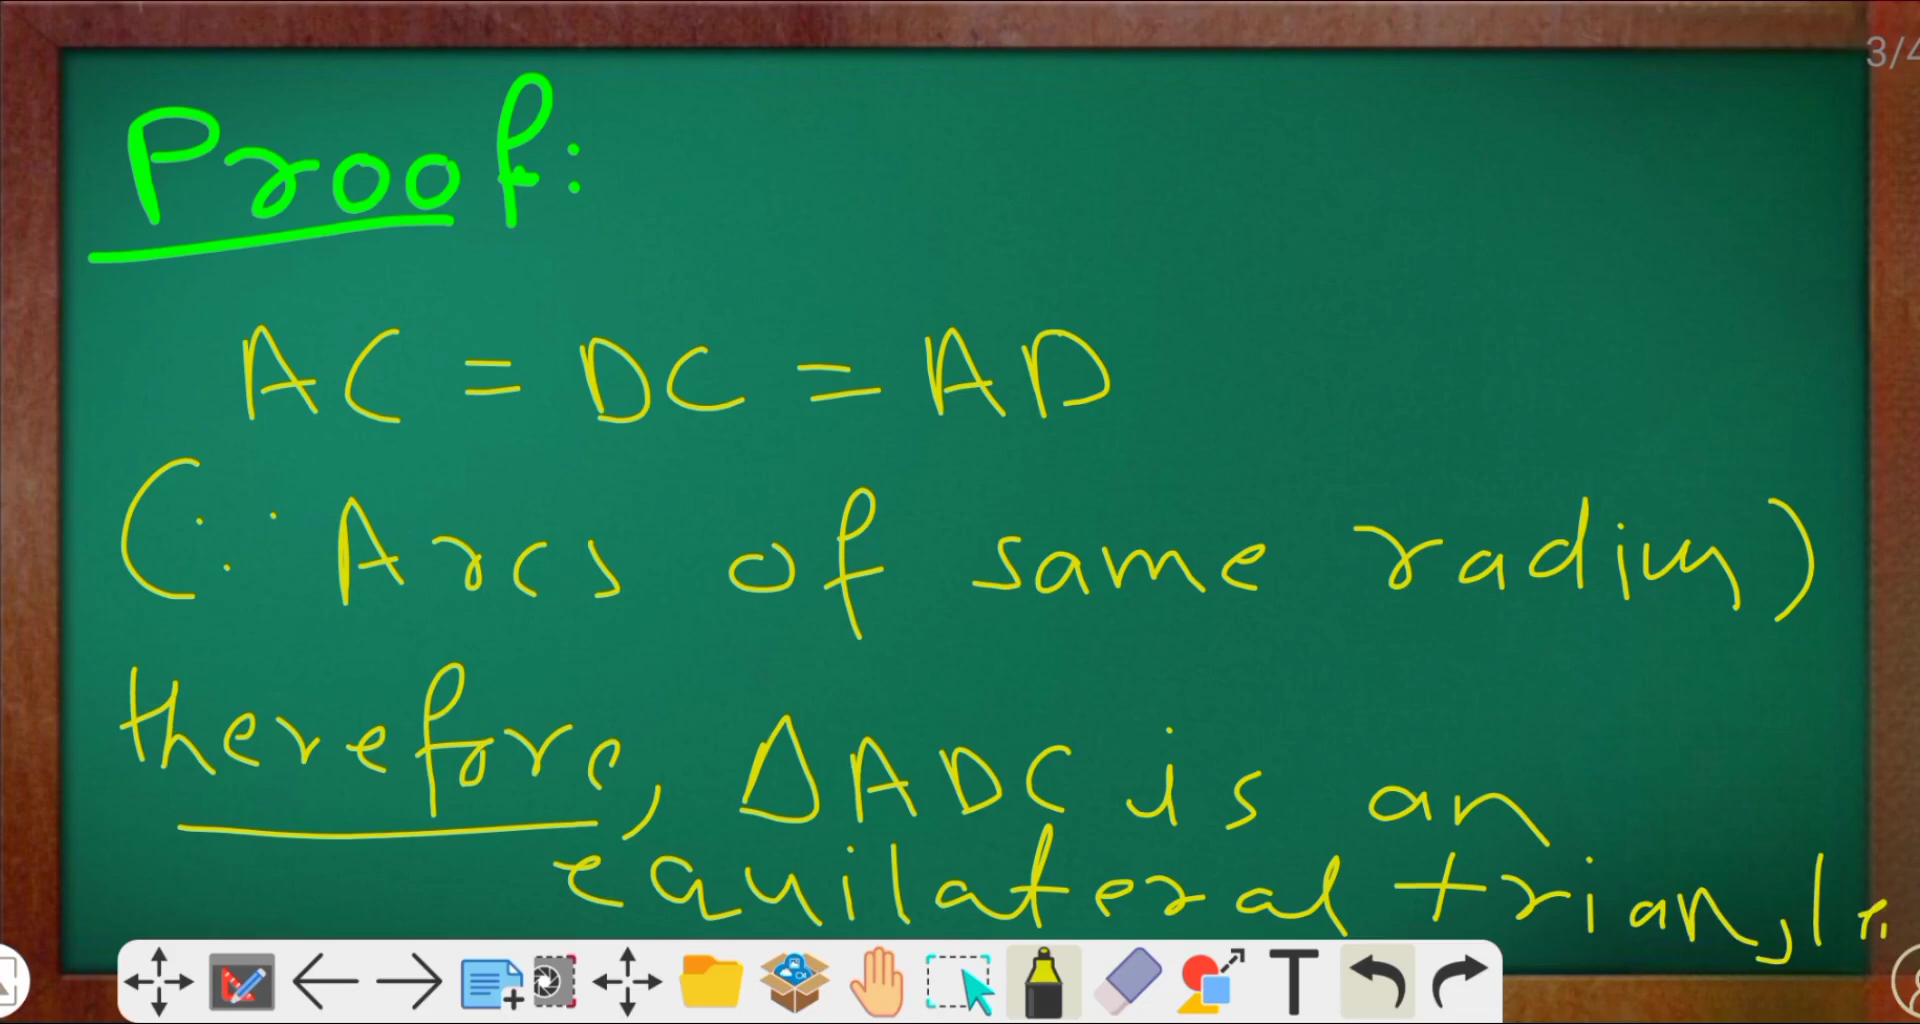 3/4
Proof:
AC = DC = AD
(∵ Arcs of same radius)
therefore, ΔADC is an
equilateral triangle.
T